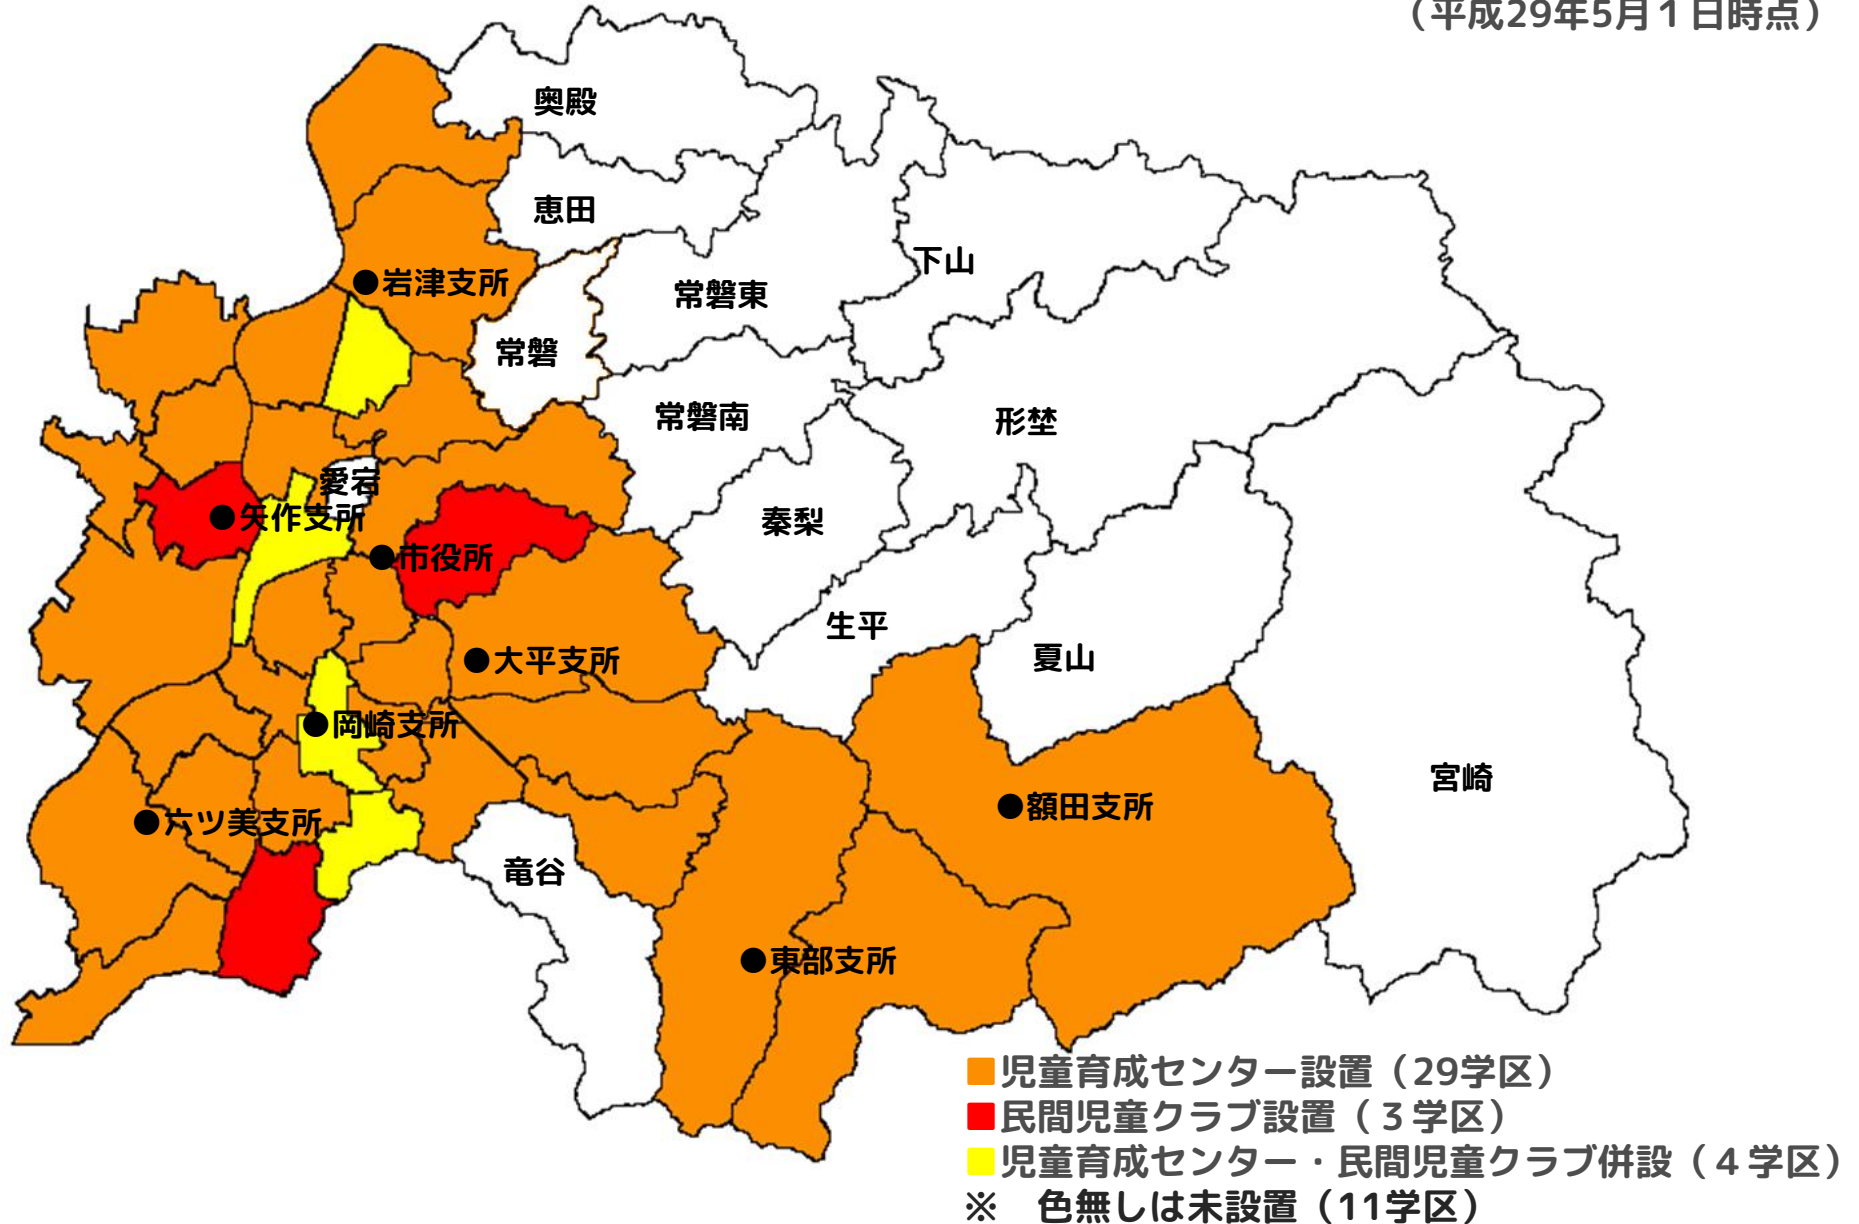 （平成29年5月１日時点）
奥殿
恵田
下山
●岩津支所
常磐東
常磐
常磐南
形埜
愛宕
●矢作支所
秦梨
●市役所
生平
●大平支所
夏山
●岡崎支所
宮崎
●額田支所
●六ツ美支所
竜谷
●東部支所
■児童育成センター設置（29学区）
■民間児童クラブ設置（３学区）
■児童育成センター・民間児童クラブ併設（４学区）
※　色無しは未設置（11学区）